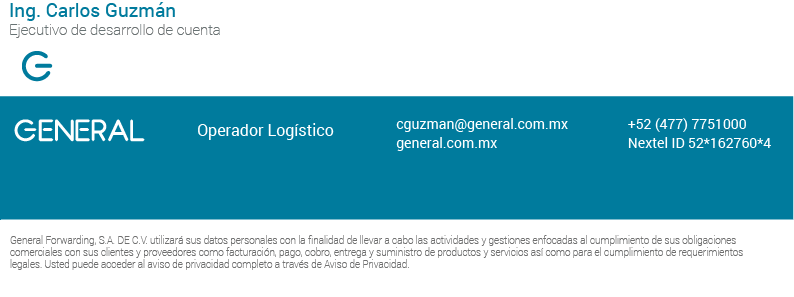 Ing. Carlos Guzmán
Ejecutivo de desarrollo de cuenta
GENERAL
Operador Logístico
cguzman@general.com.mx
general.com.mx
+52 (477) 7751000
Nextel ID 52*162760*4
General Forwarding, S.A. DE C.V. utilizará sus datos personales con la finalidad de llevar a cabo las actividades y gestiones enfocadas al cumplimiento de sus obligaciones
comerciales con sus clientes y proveedores como facturación, pago, cobro, entrega y suministro de productos y servicios así como para el cumplimiento de requerimientos
legales. Usted puede acceder al aviso de privacidad completo a través de Aviso de Privacidad.